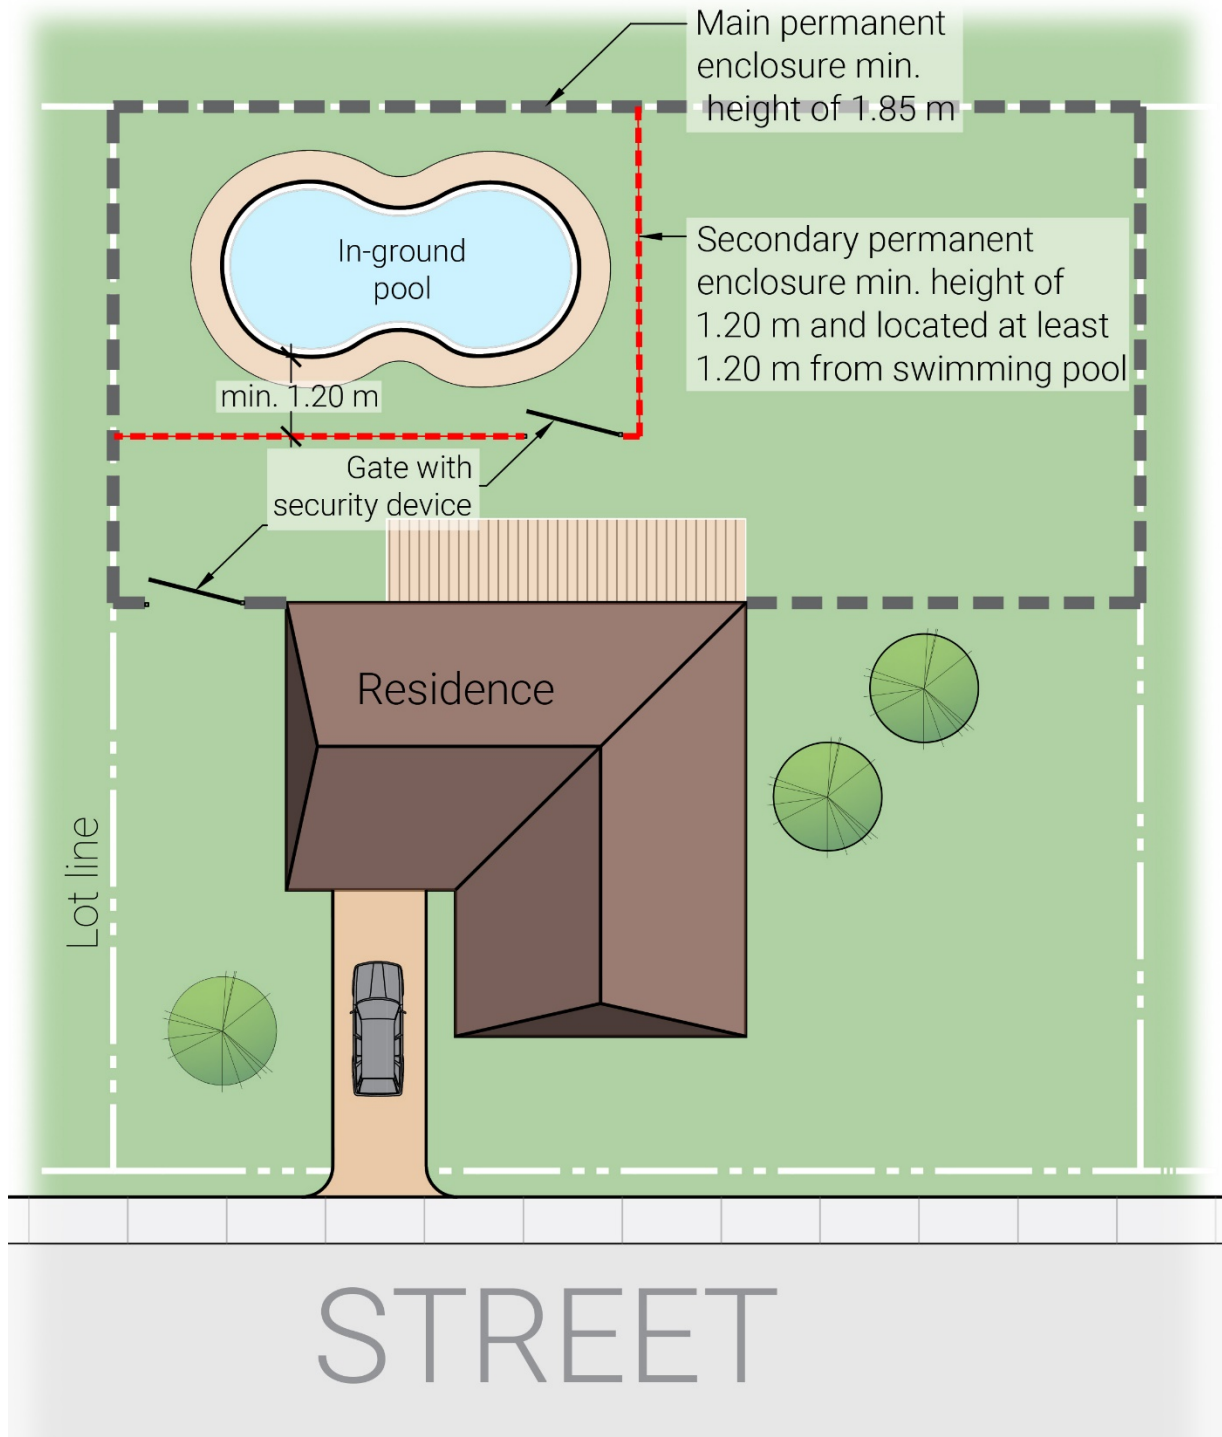 Main permanent
enclosure min.
height of 1.85 m
In-ground
pool
Secondary permanent
enclosure min. height of
1.20 m and located at least
1.20 m from swimming pool
min. 1.20 m
Gate with
security device
Residence
Lot line
STREET